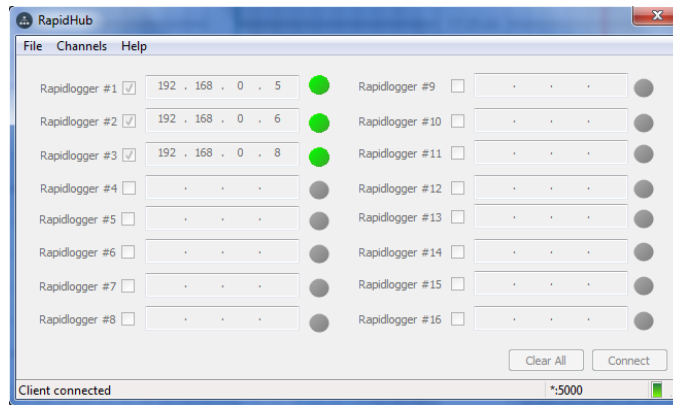 RapidHub
File Channels Help
Rapidlogger #1 192 . 168 . 0 . 5
Rapidlogger #2 192 . 168 . 0 . 6
Rapidlogger #3 192 . 168 . 0 . 8
Rapidlogger #4 . . .
Rapidlogger #5 . . .
Rapidlogger #6 . . .
Rapidlogger #7 . . .
Rapidlogger #8 . . .
Rapidlogger #9 . . .
Rapidlogger #10 . . .
Rapidlogger #11 . . .
Rapidlogger #12 . . .
Rapidlogger #13 . . .
Rapidlogger #14 . . .
Rapidlogger #15 . . .
Rapidlogger #16 . . .
Clear All Connect
Client connected *:5000